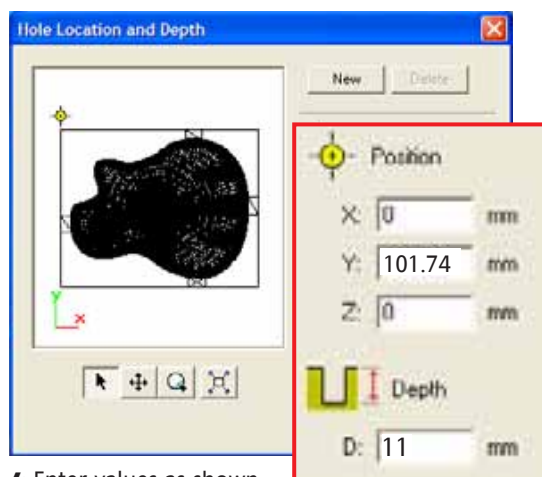 Hole Location and Depth
New
Delete
Position
X: 0 mm
Y: 101.74 mm
Z: 0 mm
Depth
D: 11 mm
Y
x
Enter values as shown